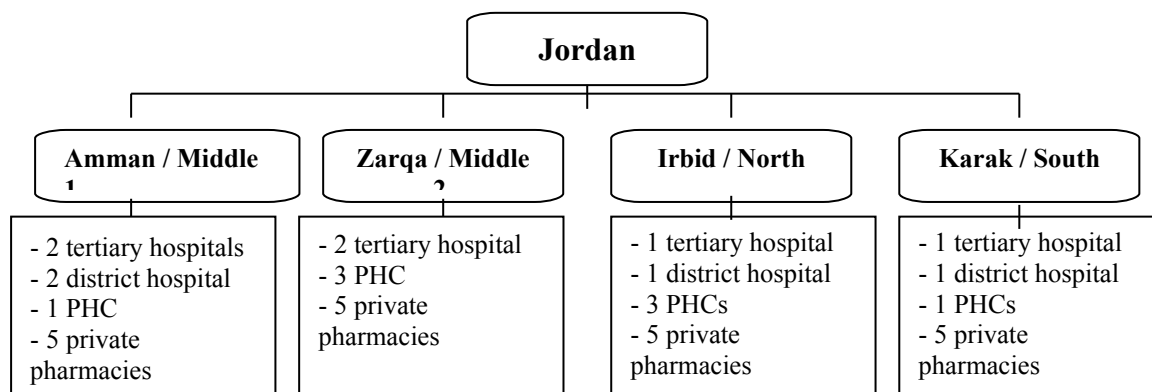 Jordan
Amman / Middle
1
Zarqa / Middle
2
Irbid / North
Karak / South
- 2 tertiary hospitals
- 2 district hospital
- 1 PHC
- 5 private
pharmacies
- 2 tertiary hospital
- 3 PHC
- 5 private
pharmacies
- 1 tertiary hospital
- 1 district hospital
- 3 PHCs
- 5 private
pharmacies
- 1 tertiary hospital
- 1 district hospital
- 1 PHCs
- 5 private
pharmacies